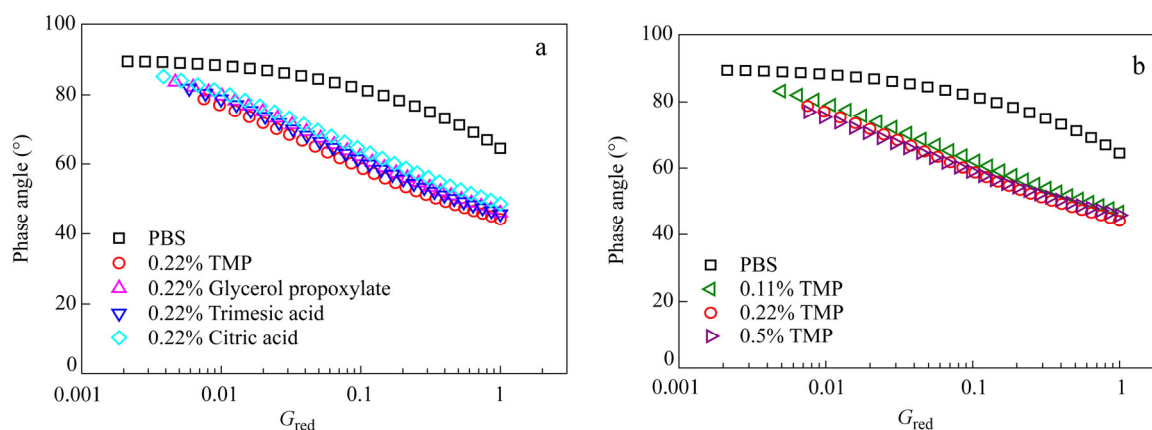 100
80
60
40
20
0
Phase angle (°)
a
PBS
0.22% TMP
0.22% Glycerol propoxylate
0.22% Trimesic acid
0.22% Citric acid
0.001
0.01
0.1
1
Gred
100
80
60
40
20
0
Phase angle (°)
b
PBS
0.11% TMP
0.22% TMP
0.5% TMP
0.001
0.01
0.1
1
Gred